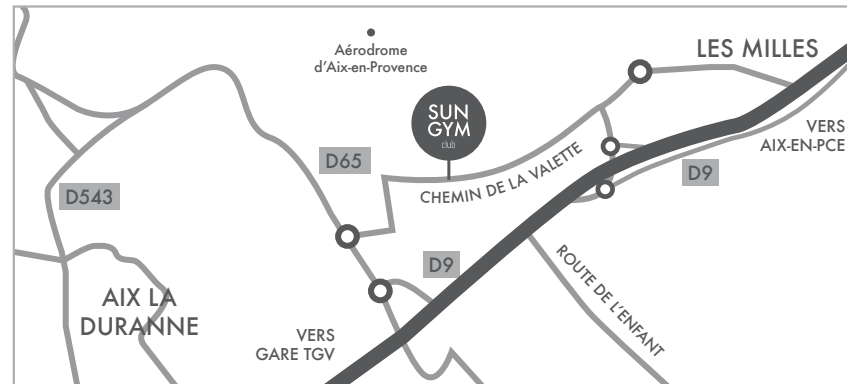 Aérodrome
d'Aix-en-Provence
LES MILLES
SUN
GYM
club
VERS
AIX-EN-PCE
D65
CHEMIN DE LA VALETTE
D9
D543
D9
ROUTE DE L'ENFANT
AIX LA
DURANNE
VERS
GARE TGV